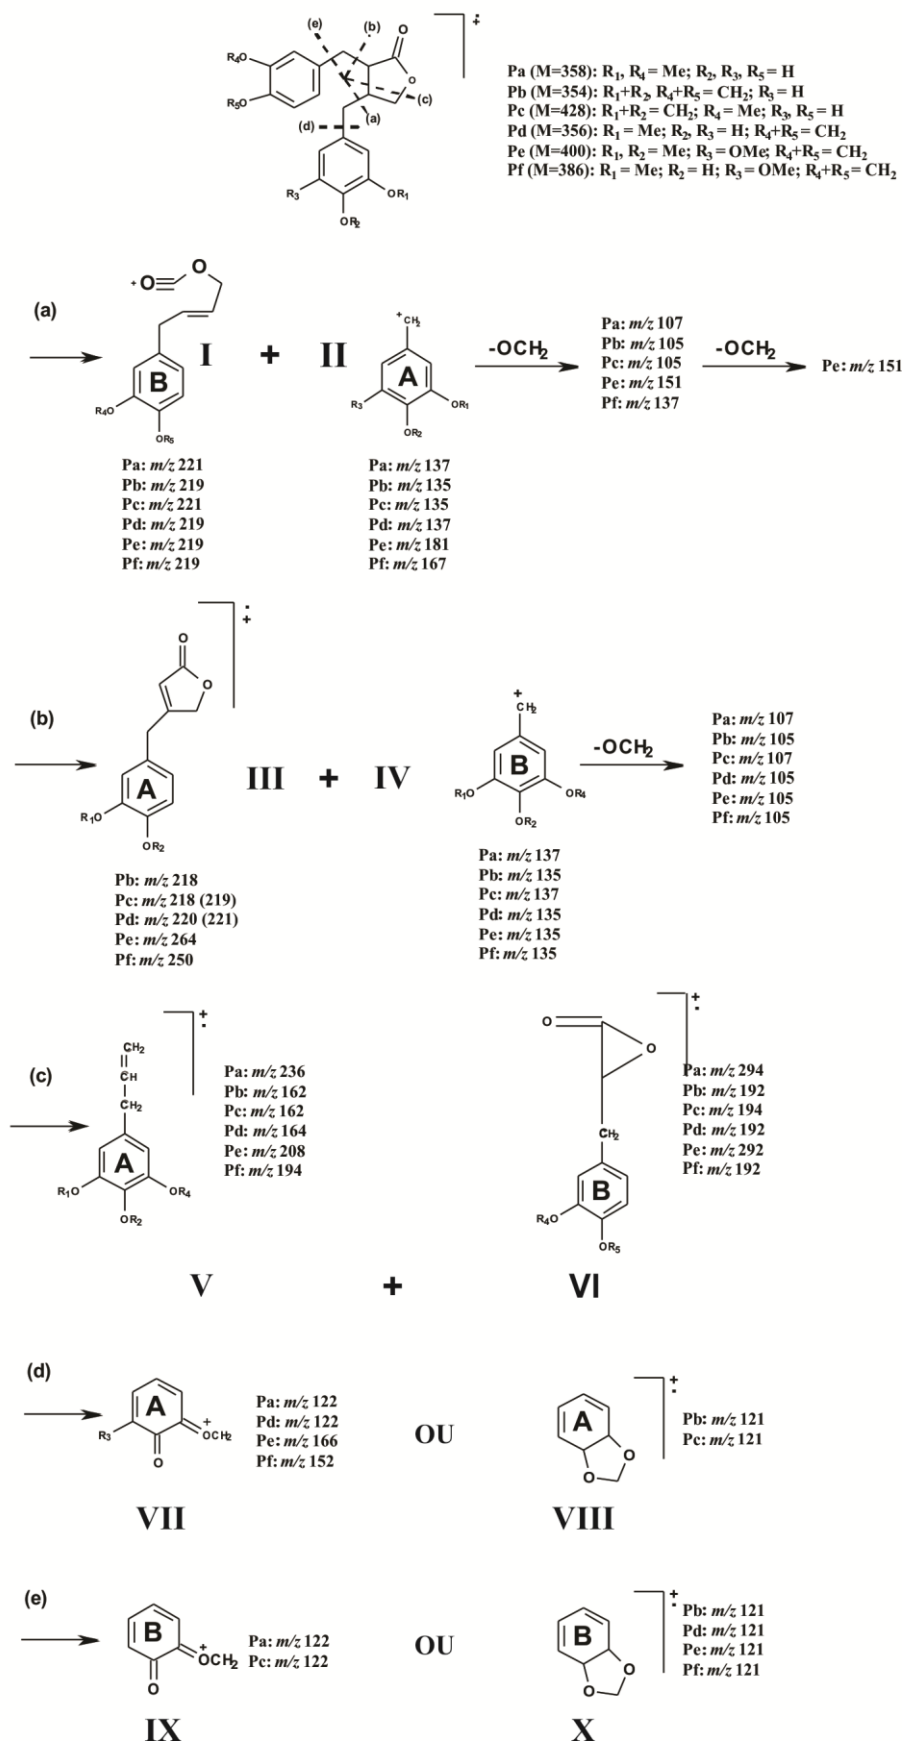 (e)
(b)
O
R4O
O
R5O
(c)
(d)
(a)
R3
OR1
OR2
Pa (M=358): R1, R4 = Me; R2, R3, R5 = H
Pb (M=354): R1+R2, R4+R5 = CH2; R3 = H
Pc (M=428): R1+R2 = CH2; R4 = Me; R3, R5 = H
Pd (M=356): R1 = Me; R2, R3 = H; R4+R5 = CH2
Pe (M=400): R1, R2 = Me; R3 = OMe; R4+R5 = CH2
Pf (M=386): R1 = Me; R2 = H; R3 = OMe; R4+R5 = CH2
(a)
+O
O
B
R4O
OR5
I
+
II
+
CH2
A
R3
OR1
OR2
-OCH2
Pa: m/z 107
Pb: m/z 105
Pc: m/z 105
Pe: m/z 151
Pf: m/z 137
-OCH2
Pe: m/z 151
Pa: m/z 221
Pb: m/z 219
Pc: m/z 221
Pd: m/z 219
Pe: m/z 219
Pf: m/z 219
Pa: m/z 137
Pb: m/z 135
Pc: m/z 135
Pd: m/z 137
Pe: m/z 181
Pf: m/z 167
(b)
O
O
A
R1O
OR2
III
+
IV
+
CH2
B
R1O
OR4
OR2
-OCH2
Pa: m/z 107
Pb: m/z 105
Pc: m/z 107
Pd: m/z 105
Pe: m/z 105
Pf: m/z 105
Pb: m/z 218
Pc: m/z 218 (219)
Pd: m/z 220 (221)
Pe: m/z 264
Pf: m/z 250
Pa: m/z 137
Pb: m/z 135
Pc: m/z 137
Pd: m/z 135
Pe: m/z 135
Pf: m/z 135
(c)
CH2
CH
CH2
A
R1O
OR4
OR2
Pa: m/z 236
Pb: m/z 162
Pc: m/z 162
Pd: m/z 164
Pe: m/z 208
Pf: m/z 194
O
O
CH2
B
R4O
OR5
Pa: m/z 294
Pb: m/z 192
Pc: m/z 194
Pd: m/z 192
Pe: m/z 292
Pf: m/z 192
V
+
VI
(d)
A
R3
+
OCH2
O
Pa: m/z 122
Pd: m/z 122
Pe: m/z 166
Pf: m/z 152
OU
A
O
O
Pb: m/z 121
Pc: m/z 121
VII
VIII
(e)
B
+
OCH2
O
Pa: m/z 122
Pc: m/z 122
OU
B
O
O
Pb: m/z 121
Pd: m/z 121
Pe: m/z 121
Pf: m/z 121
IX
X